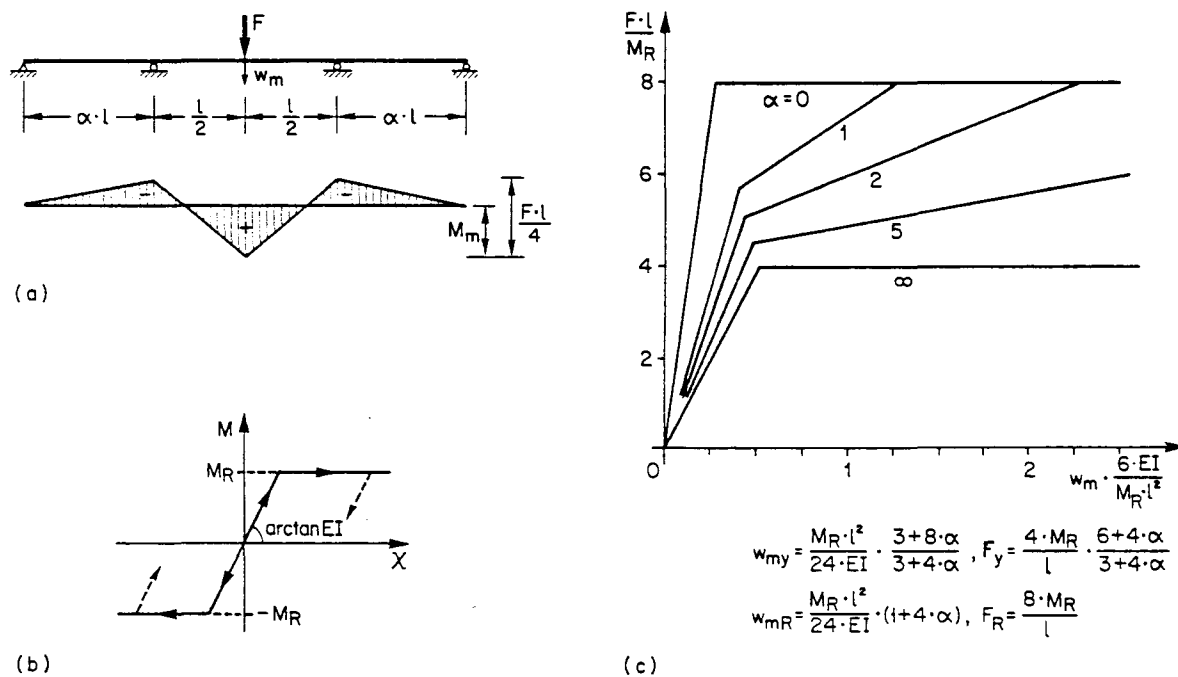 F
w_m
α·l l/2 l/2 α·l
− −
+
M_m F·l/4
(a)
M
M_R
arctan EI
χ
−M_R
(b)
F·l/M_R
8
α=0
1
6
2
5
4
∞
2
0 1 2
w_m · 6·EI/M_R·l²
w_my = M_R·l²/24·EI · 3+8·α/3+4·α , F_y = 4·M_R/l · 6+4·α/3+4·α
w_mR = M_R·l²/24·EI · (1+4·α), F_R = 8·M_R/l
(c)